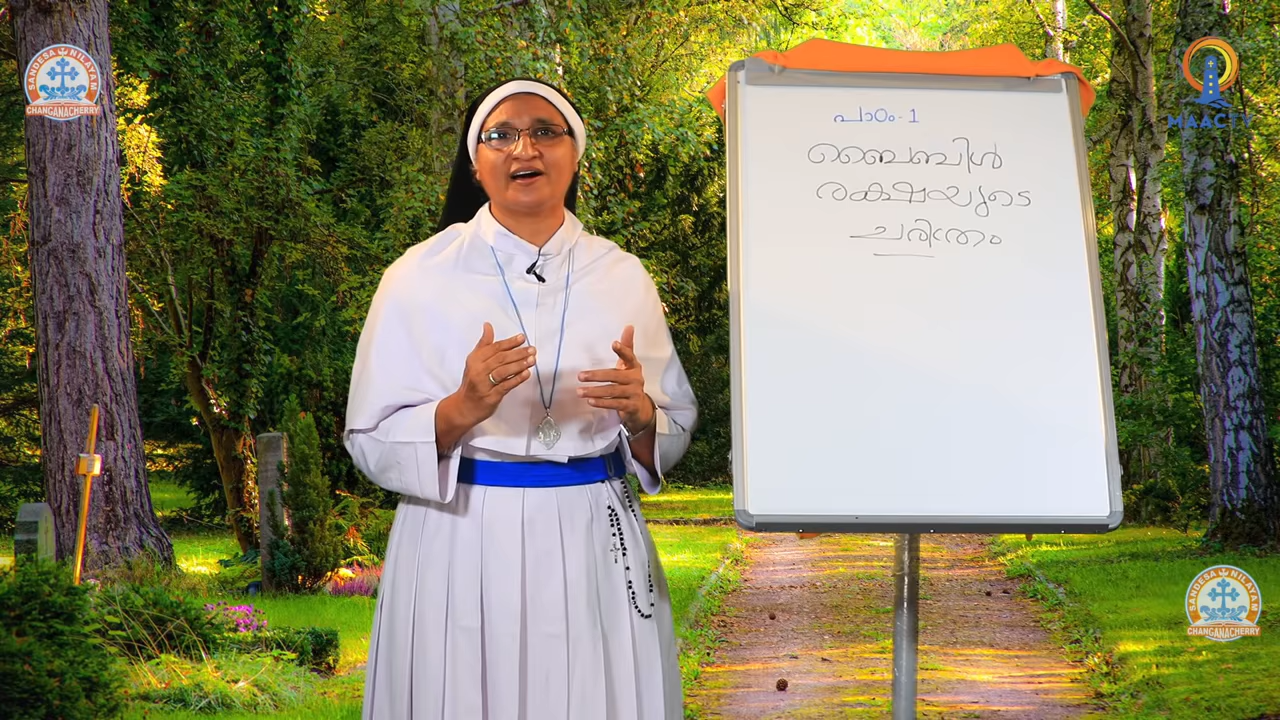 SANDESA NILAYAM
CHANGANACHERRY
MAACTV
പാഠം-1
ബൈബിൾ
രക്ഷയുടെ
ചരിത്രം
SANDESA NILAYAM
CHANGANACHERRY